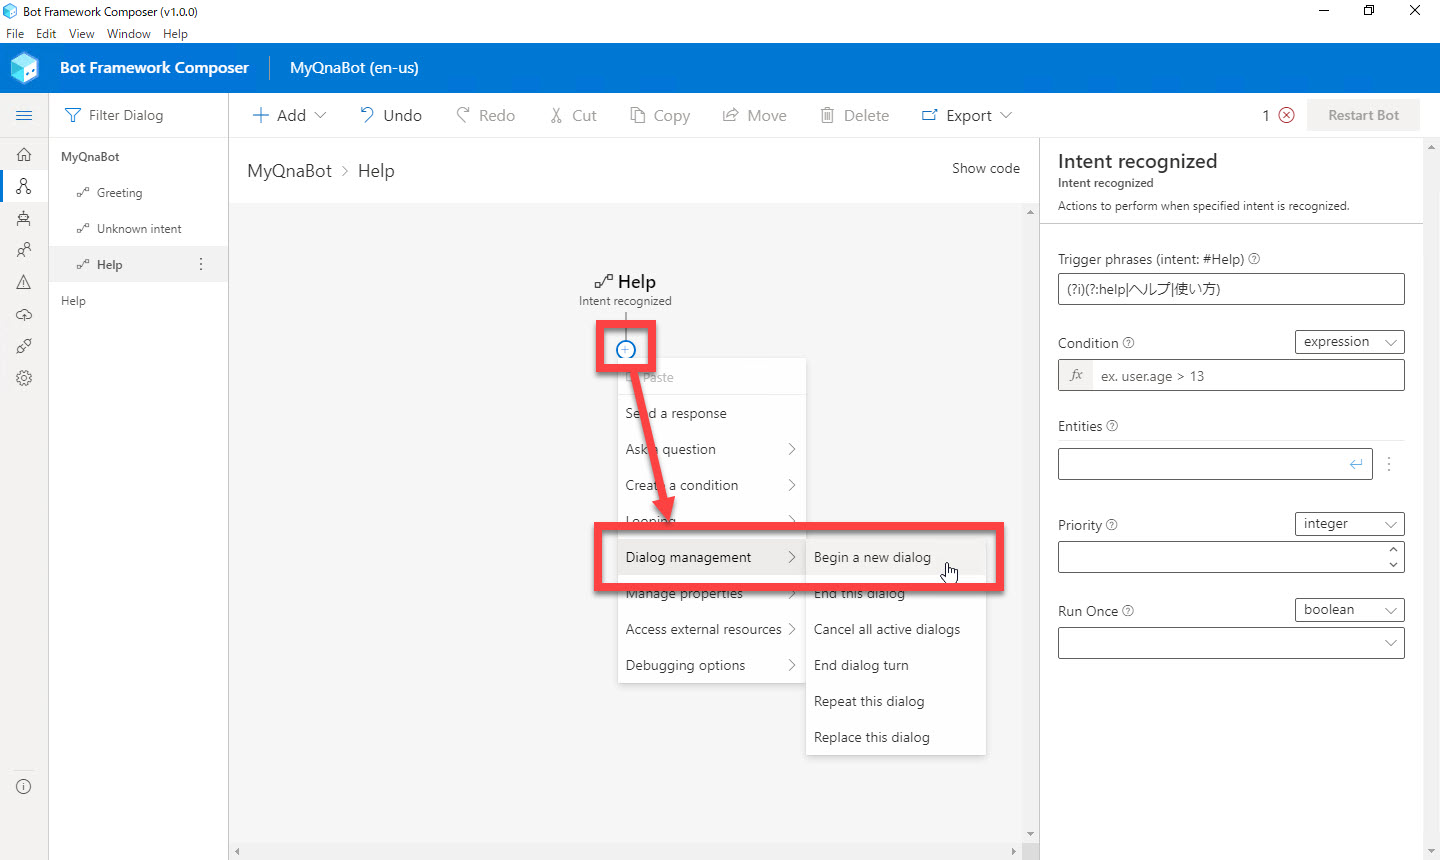 Bot Framework Composer (v1.0.0)
File Edit View Window Help
Bot Framework Composer MyQnaBot (en-us)
Filter Dialog
Add Undo Redo Cut Copy Move Delete Export 1 Restart Bot
MyQnaBot
Greeting
Unknown intent
Help
Help
MyQnaBot > Help Show code
Help
Intent recognized
Paste
Send a response
Ask a question
Create a condition
Looping
Dialog management
Manage properties
Access external resources
Debugging options
Begin a new dialog
End this dialog
Cancel all active dialogs
End dialog turn
Repeat this dialog
Replace this dialog
Intent recognized
Intent recognized
Actions to perform when specified intent is recognized.
Trigger phrases (intent: #Help)
(?i)(?:help|ヘルプ|使い方)
Condition expression
fx ex. user.age > 13
Entities
Priority integer
Run Once boolean